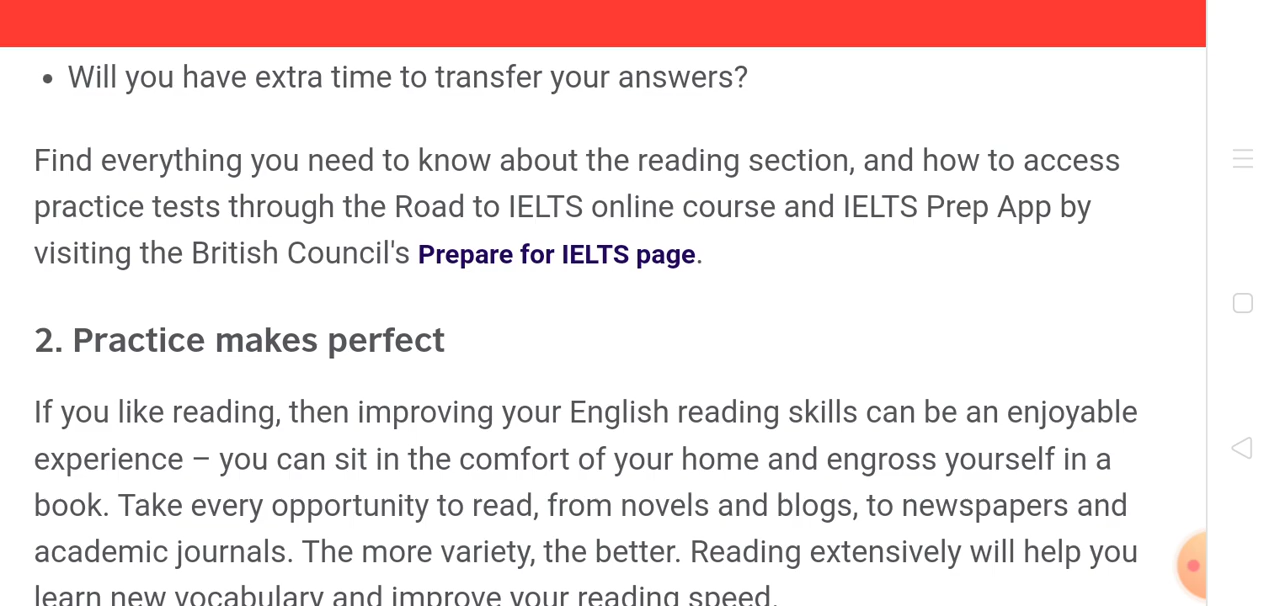 • Will you have extra time to transfer your answers?
Find everything you need to know about the reading section, and how to access
practice tests through the Road to IELTS online course and IELTS Prep App by
visiting the British Council's Prepare for IELTS page.
2. Practice makes perfect
If you like reading, then improving your English reading skills can be an enjoyable
experience – you can sit in the comfort of your home and engross yourself in a
book. Take every opportunity to read, from novels and blogs, to newspapers and
academic journals. The more variety, the better. Reading extensively will help you
learn new vocabulary and improve your reading speed.